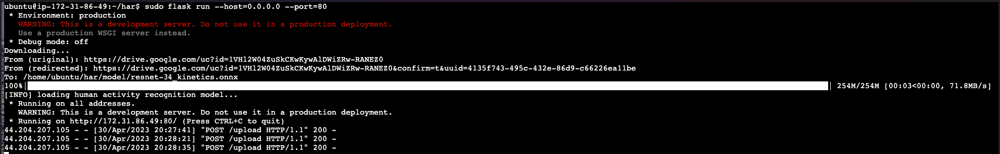 ubuntu@ip-172-31-86-49:~/har$ sudo flask run --host=0.0.0.0 --port=80
* Environment: production
WARNING: This is a development server. Do not use it in a production deployment.
Use a production WSGI server instead.
* Debug mode: off
Downloading...
From (uriginal): https://drive.google.com/uc?id=1VHl2W04ZuSkCKwKywAlDWiZRw-RANEZ0
From (redirected): https://drive.google.com/uc?id=1VHl2W04ZuSkCKwKywAlDWiZRw-RANEZ0&confirm=t&uuid=4135f743-495c-432e-86d9-c66226ea11be
To: /home/ubuntu/har/model/resnet-34_kinetics.onnx
100%| | 254M/254M [00:03<00:00, 71.8MB/s]
[INFO] loading human activity recognition model...
* Running on all addresses.
WARNING: This is a development server. Do not use it in a production deployment.
* Running on http://172.31.86.49:80/ (Press CTRL+C to quit)
44.204.207.105 - - [30/Apr/2023 20:27:41] "POST /upload HTTP/1.1" 200 -
44.204.207.105 - - [30/Apr/2023 20:28:21] "POST /upload HTTP/1.1" 200 -
44.204.207.105 - - [30/Apr/2023 20:28:35] "POST /upload HTTP/1.1" 200 -